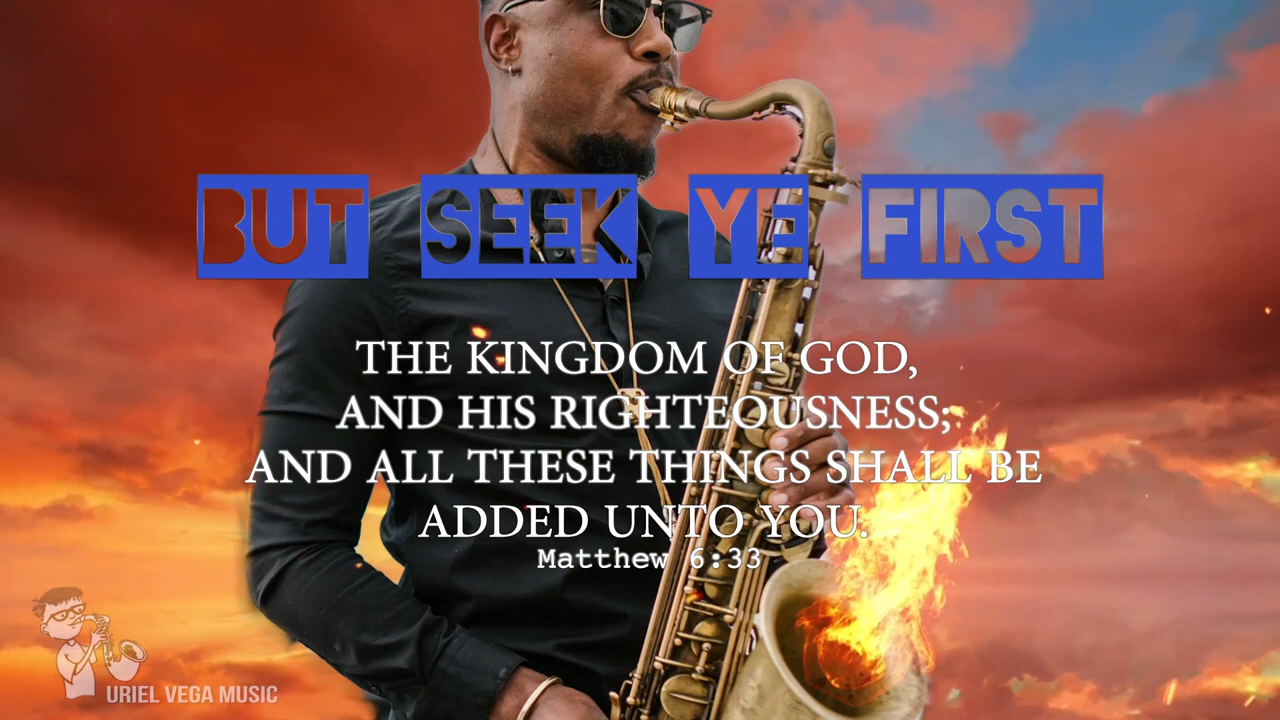 BUT SEEK YE FIRST
THE KINGDOM OF GOD,
AND HIS RIGHTEOUSNESS;
AND ALL THESE THINGS SHALL BE
ADDED UNTO YOU.
Matthew 6:33
URIEL VEGA MUSIC